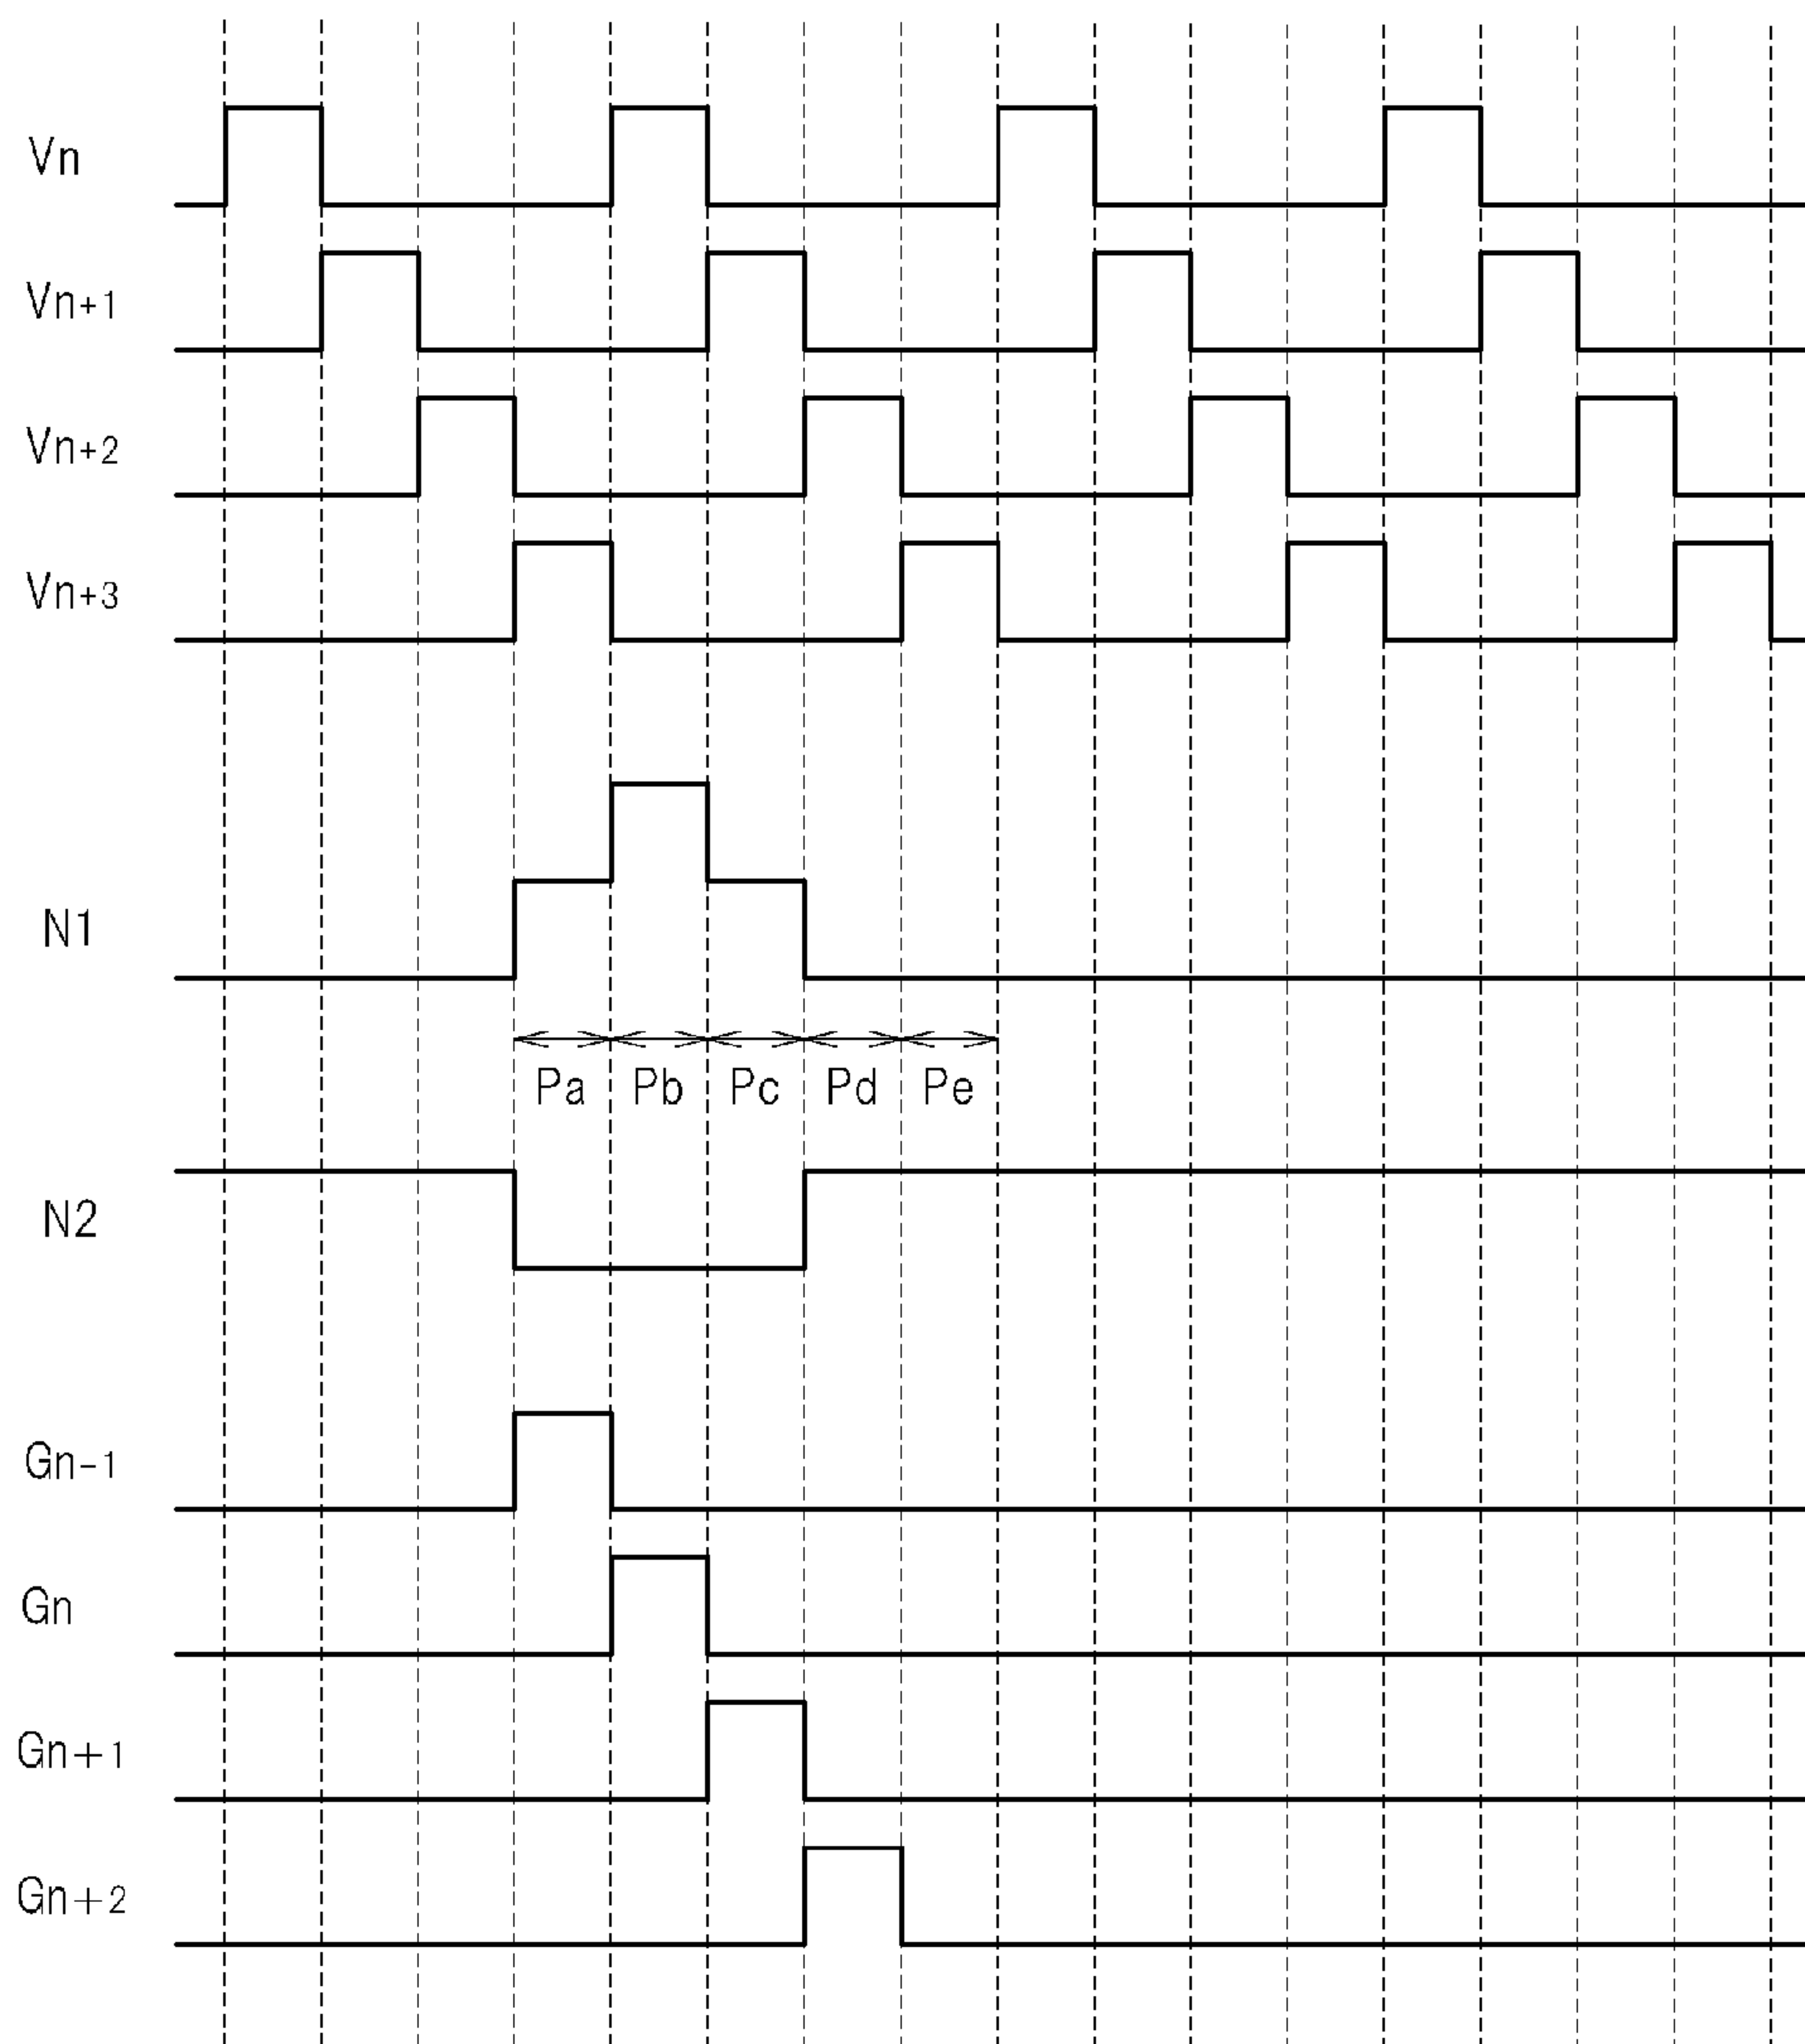 Vn
Vn+1
Vn+2
Vn+3
N1
Pa Pb Pc Pd Pe
N2
Gn-1
Gn
Gn+1
Gn+2